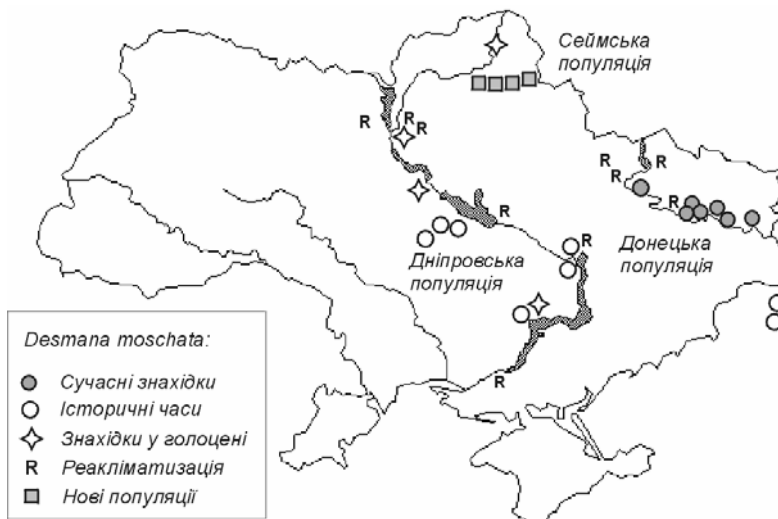 Сеймська
популяція
R
R
R
R
R
R
R
R
R
Дніпровська
популяція
Донецька
популяція
R
Desmana moschata:
Сучасні знахідки
Історичні часи
Знахідки у голоцені
R Реакліматизація
Нові популяції